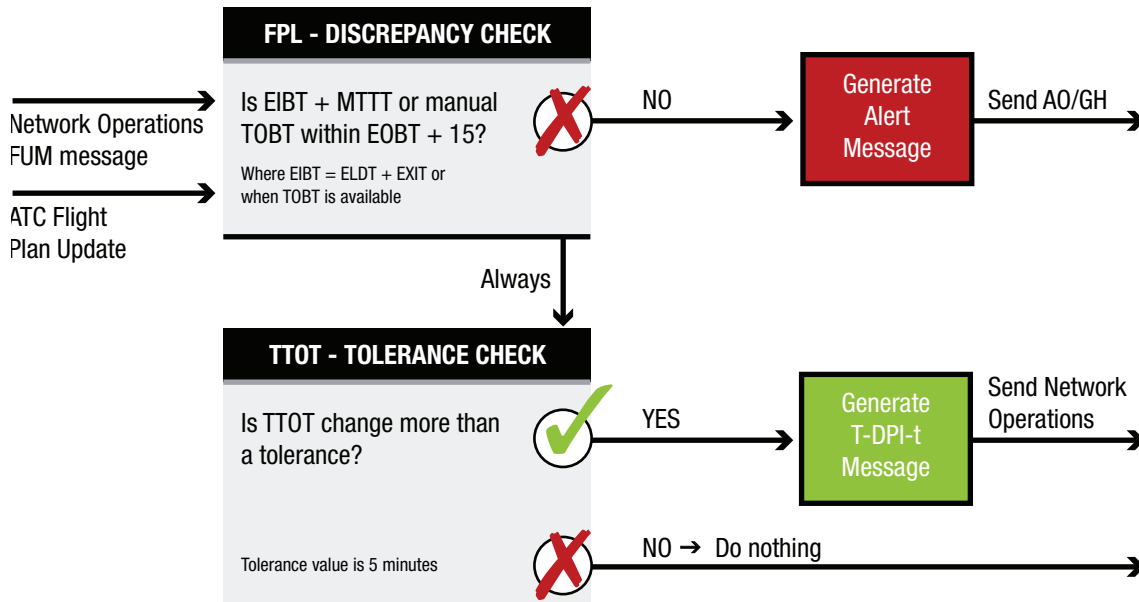 FPL - DISCREPANCY CHECK
Network Operations
FUM message
ATC Flight
Plan Update
Is EIBT + MTTT or manual
TOBT within EOBT + 15?
Where EIBT = ELDT + EXIT or
when TOBT is available
NO
Generate
Alert
Message
Send AO/GH
Always
TTOT - TOLERANCE CHECK
Is TTOT change more than
a tolerance?
YES
Generate
T-DPI-t
Message
Send Network
Operations
Tolerance value is 5 minutes
NO → Do nothing